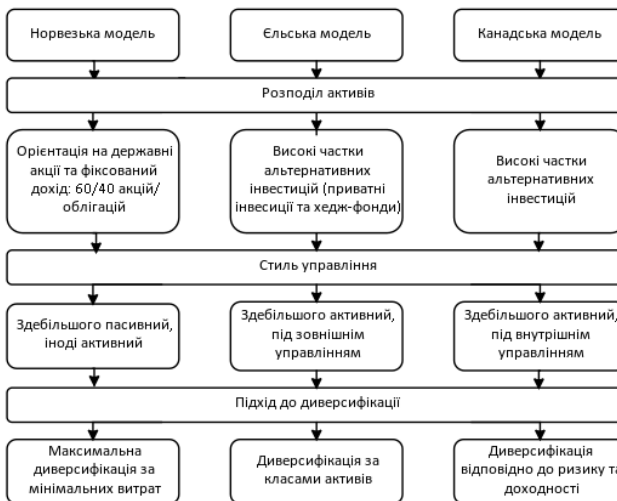 Норвезька модель
Єльська модель
Канадська модель
Розподіл активів
Орієнтація на державні
акції та фіксований
дохід: 60/40 акцій/
облігацій
Високі частки
альтернативних
інвестицій (приватні
інвесиції та хедж-фонди)
Високі частки
альтернативних
інвестицій
Стиль управління
Здебільшого пасивний,
іноді активний
Здебільшого активний,
під зовнішнім
управлінням
Здебільшого активний,
під внутрішнім
управлінням
Підхід до диверсифікації
Максимальна
диверсифікація за
мінімальних витрат
Диверсифікація за
класами активів
Диверсифікація
відповідно до ризику та
доходності